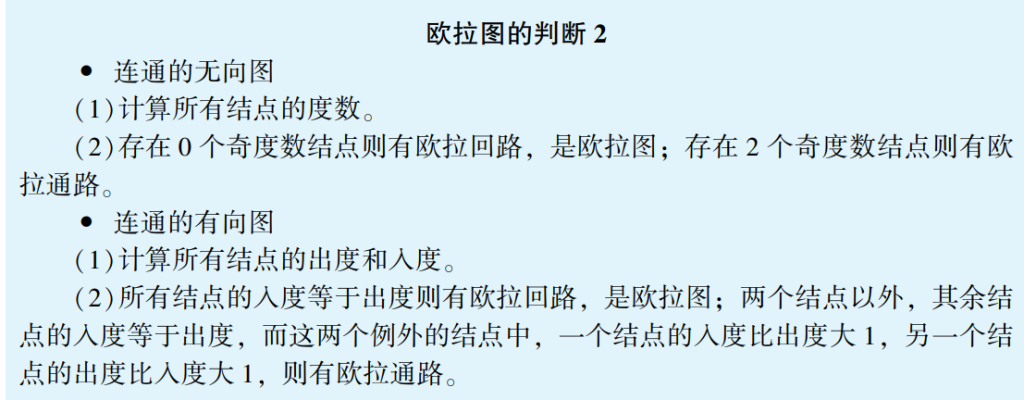 欧拉图的判断 2
● 连通的无向图
(1)计算所有结点的度数。
(2)存在 0 个奇度数结点则有欧拉回路，是欧拉图；存在 2 个奇度数结点则有欧
拉通路。
● 连通的有向图
(1)计算所有结点的出度和入度。
(2)所有结点的入度等于出度则有欧拉回路，是欧拉图；两个结点以外，其余结
点的入度等于出度，而这两个例外的结点中，一个结点的入度比出度大 1，另一个结
点的出度比入度大 1，则有欧拉通路。